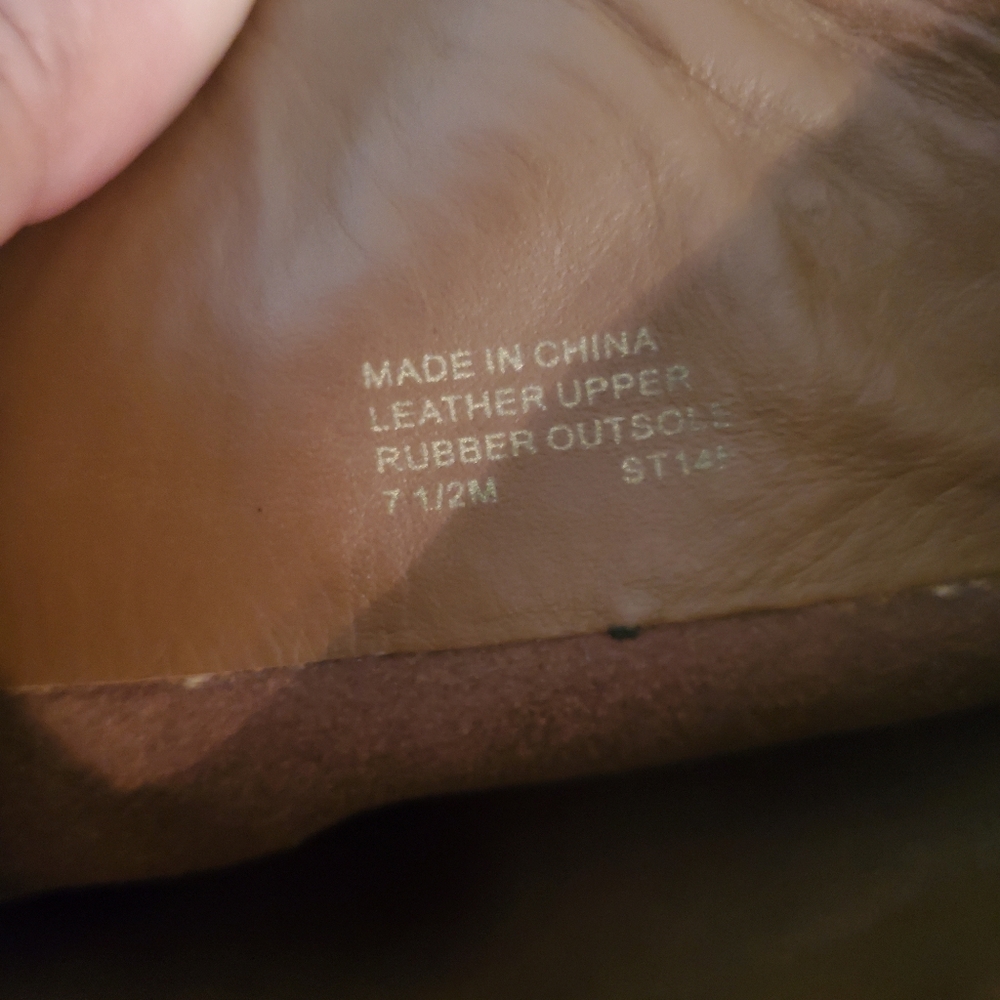 MADE IN CHINA
LEATHER UPPER
RUBBER OUTSOLE
7 1/2M